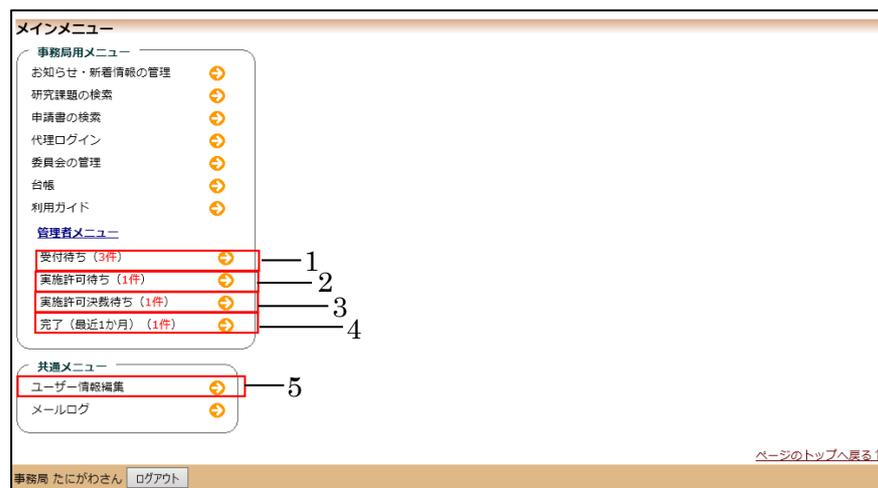 メインメニュー
事務局用メニュー
お知らせ・新着情報の管理
研究課題の検索
申請書の検索
代理ログイン
委員会の管理
台帳
利用ガイド
管理者メニュー
受付待ち（3件） 1
実施許可待ち（1件） 2
実施許可決裁待ち（1件） 3
完了（最近1か月）（1件） 4
共通メニュー
ユーザー情報編集 5
メールログ
ページのトップへ戻る↑
事務局 たにがわさん ログアウト